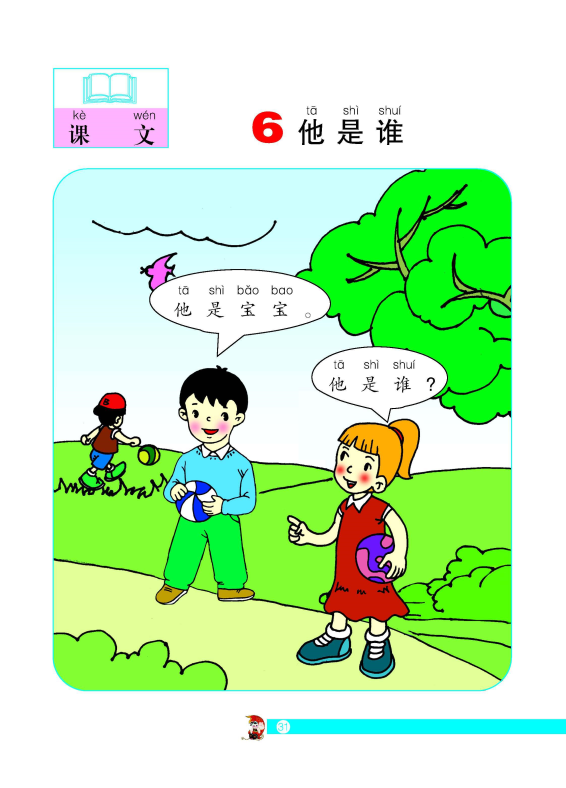 kè wén
课 文
tā shì shuí
6 他 是 谁
tā shì bǎo bao
他 是 宝 宝 。
tā shì shuí
他 是 谁 ?
31